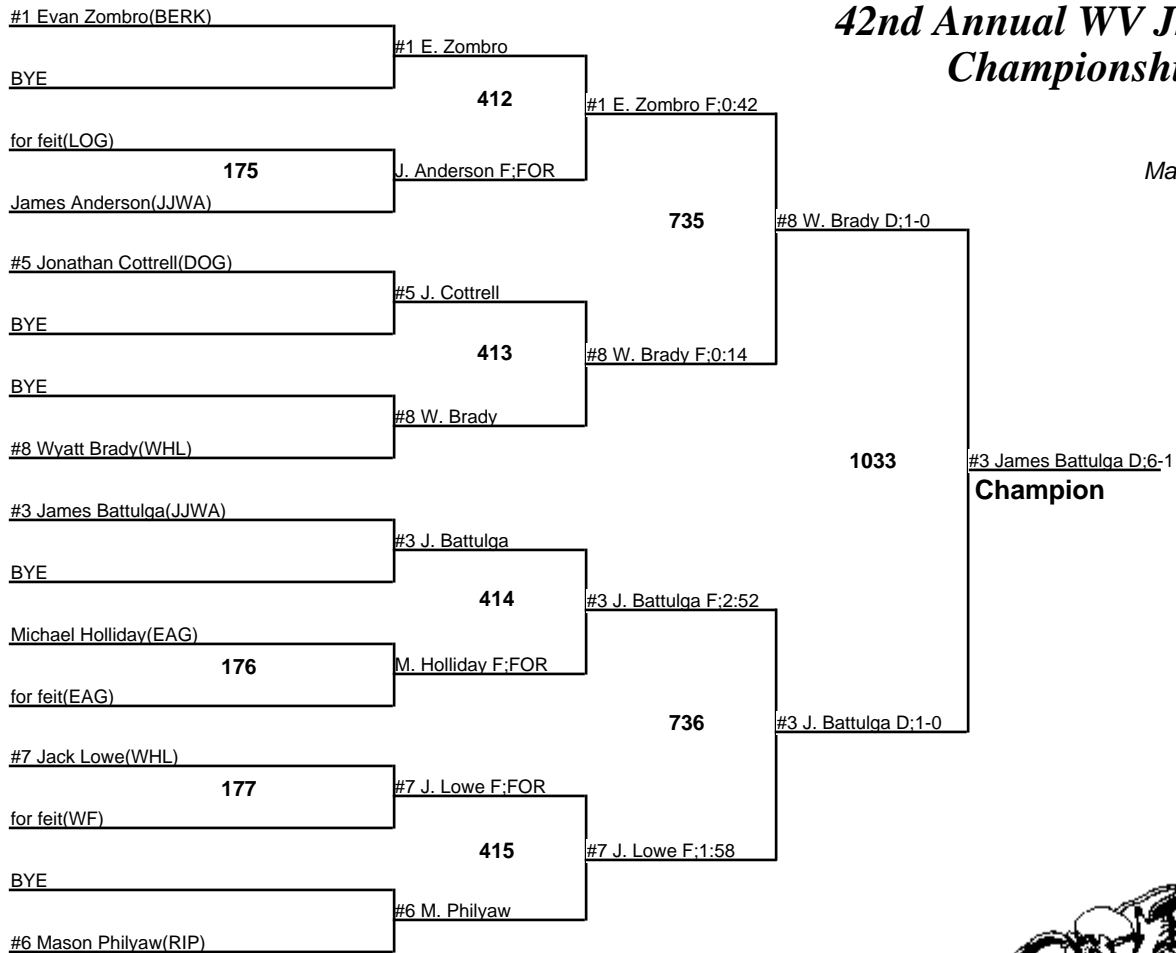 42nd Annual WV
Championsh
Ma
#1 Evan Zombro(BERK)
BYE
for feit(LOG)
175
James Anderson(JJWA)
#5 Jonathan Cottrell(DOG)
BYE
BYE
#8 Wyatt Brady(WHL)
#3 James Battulga(JJWA)
BYE
Michael Holliday(EAG)
176
for feit(EAG)
#7 Jack Lowe(WHL)
177
for feit(WF)
BYE
#6 Mason Philyaw(RIP)
#1 E. Zombro
412
J. Anderson F;FOR
#5 J. Cottrell
413
#8 W. Brady
#3 J. Battulga
414
M. Holliday F;FOR
#7 J. Lowe F;FOR
415
#6 M. Philyaw
#1 E. Zombro F;0:42
735
#8 W. Brady F;0:14
#3 J. Battulga F;2:52
736
#7 J. Lowe F;1:58
#8 W. Brady D;1-0
1033
#3 J. Battulga D;1-0
#3 James Battulga D;6-1
Champion